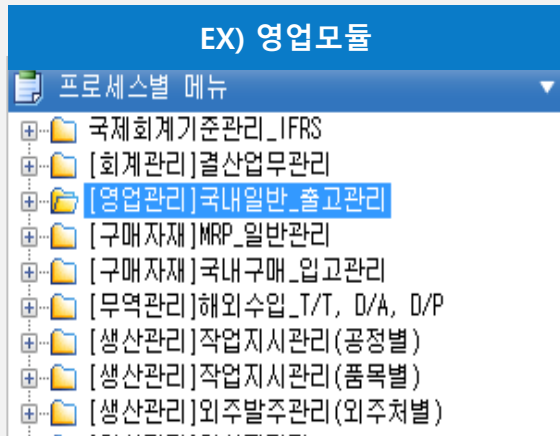 EX) 영업모듈
프로세스별 메뉴
국제회계기준관리_IFRS
[회계관리]결산업무관리
[영업관리]국내일반_출고관리
[구매자재]MRP_일반관리
[구매자재]국내구매_입고관리
[무역관리]해외수입_T/T, D/A, D/P
[생산관리]작업지시관리(공정별)
[생산관리]작업지시관리(품목별)
[생산관리]외주발주관리(외주처별)